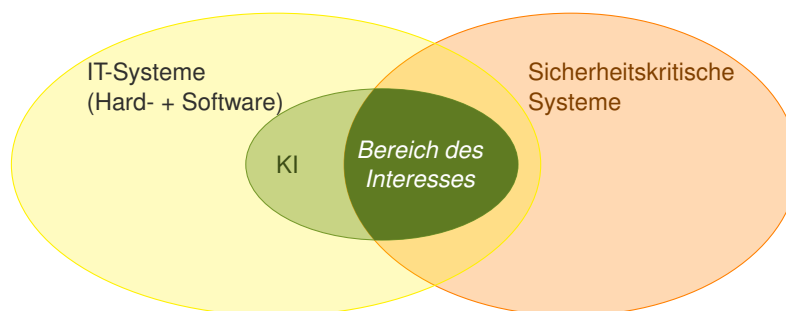 IT-Systeme
(Hard- + Software)
KI
Bereich des
Interesses
Sicherheitskritische
Systeme